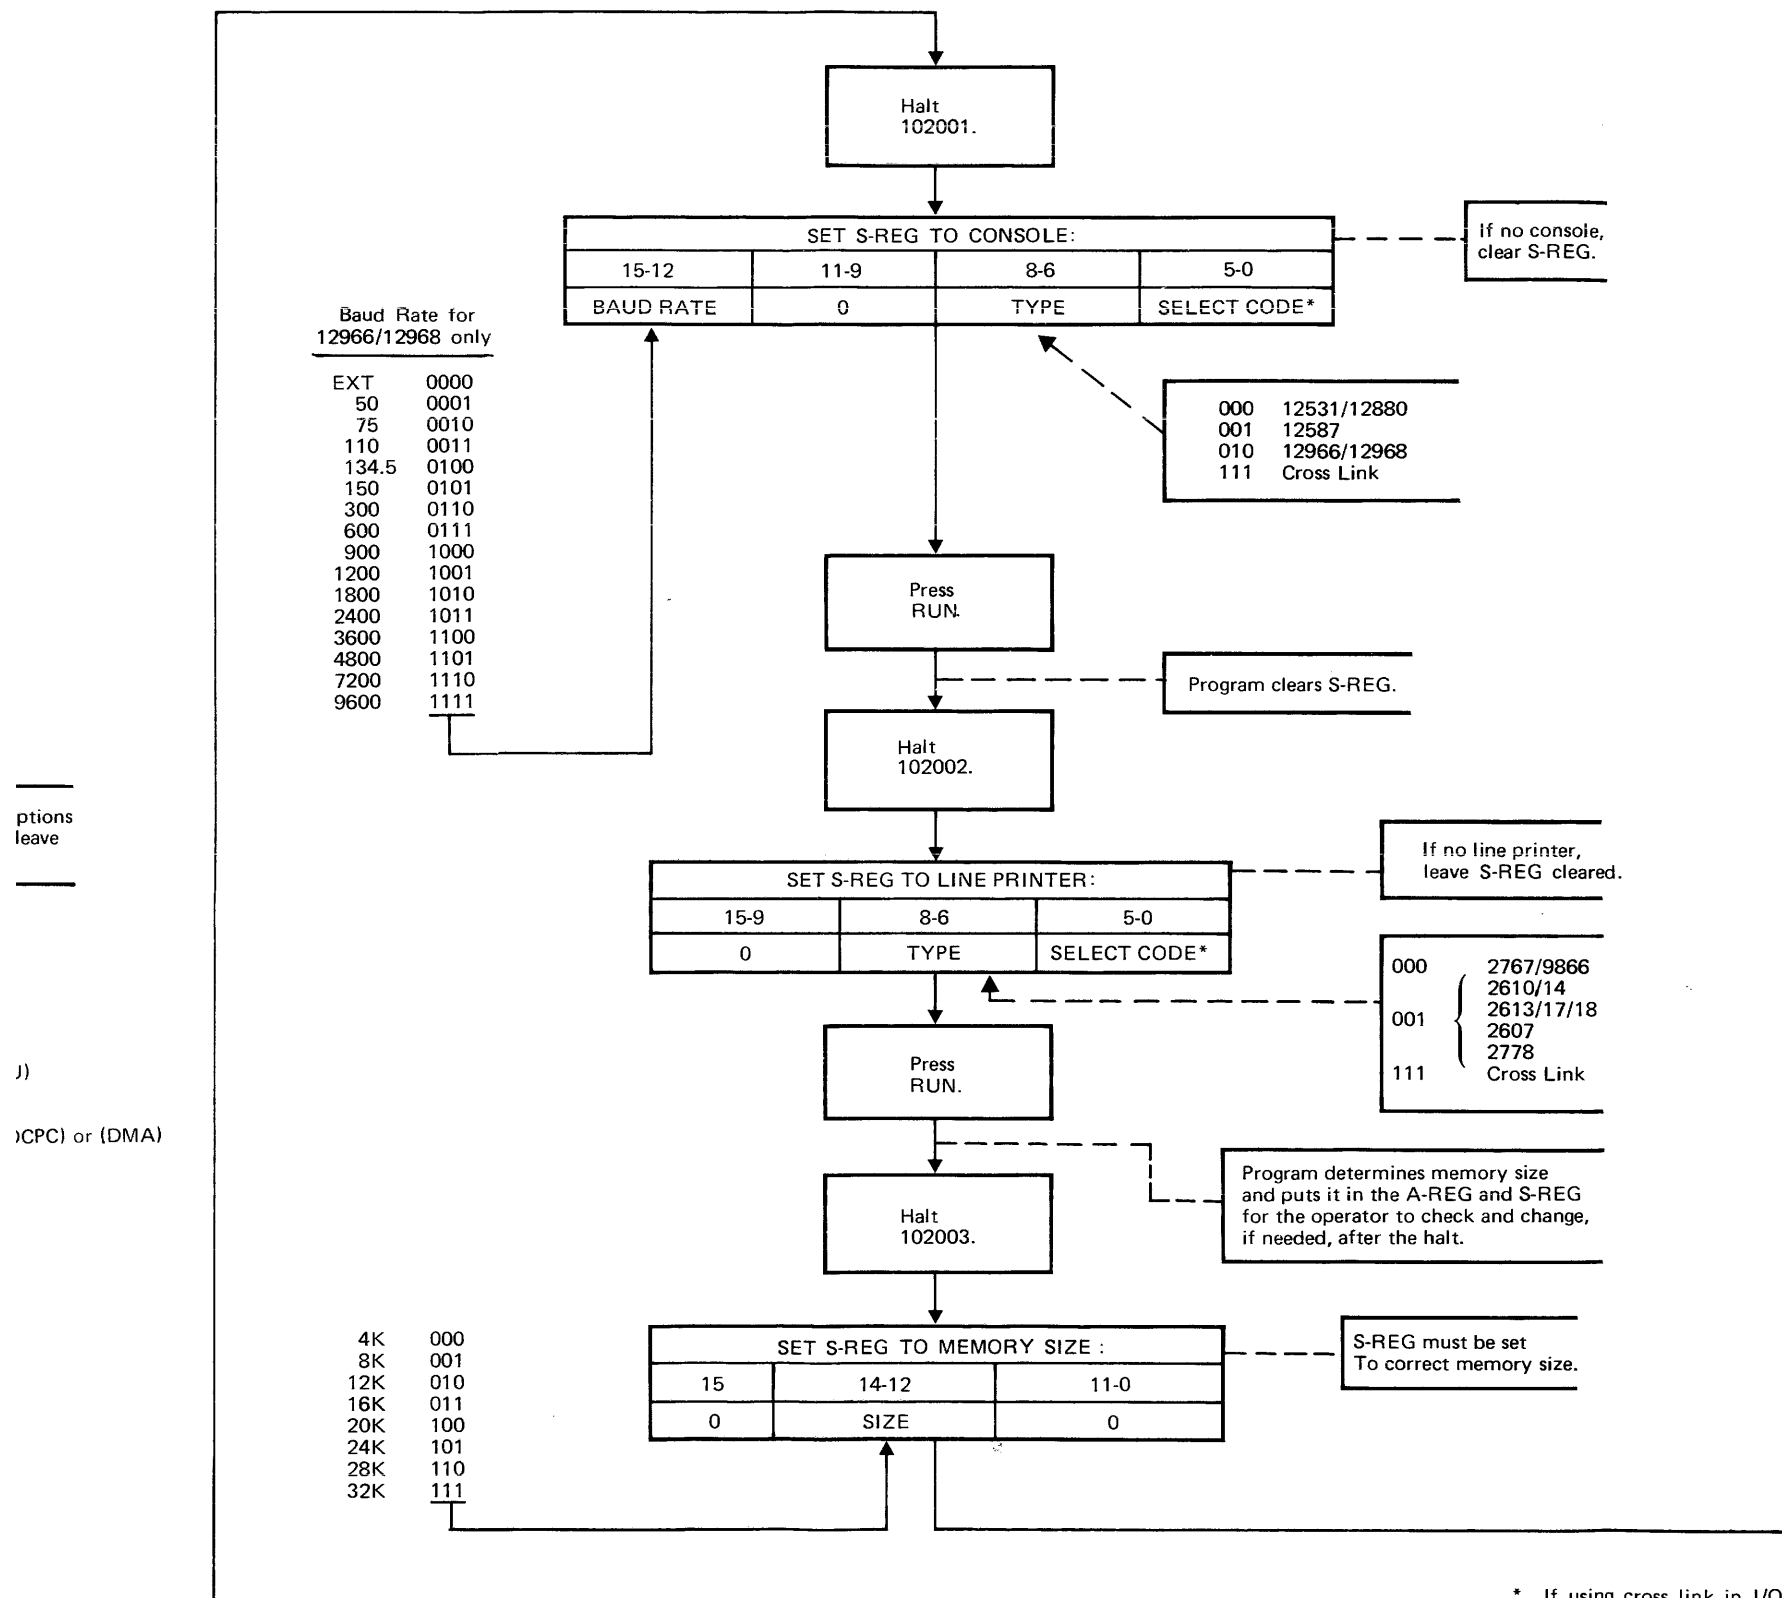 Halt
102001.
SET S-REG TO CONSOLE:
15-12 11-9 8-6 5-0
BAUD RATE 0 TYPE SELECT CODE*
If no console,
clear S-REG.
Baud Rate for
12966/12968 only
EXT 0000
50 0001
75 0010
110 0011
134.5 0100
150 0101
300 0110
600 0111
900 1000
1200 1001
1800 1010
2400 1011
3600 1100
4800 1101
7200 1110
9600 1111
000 12531/12880
001 12587
010 12966/12968
111 Cross Link
Press
RUN.
Program clears S-REG.
Halt
102002.
ptions
leave
SET S-REG TO LINE PRINTER:
15-9 8-6 5-0
0 TYPE SELECT CODE*
If no line printer,
leave S-REG cleared.
000 2767/9866
2610/14
2613/17/18
001
2607
2778
111 Cross Link
Press
RUN.
CPC) or (DMA)
Program determines memory size
and puts it in the A-REG and S-REG
for the operator to check and change,
if needed, after the halt.
Halt
102003.
4K 000
8K 001
12K 010
16K 011
20K 100
24K 101
28K 110
32K 111
SET S-REG TO MEMORY SIZE :
15 14-12 11-0
0 SIZE 0
S-REG must be set
To correct memory size.
* If using cross link in I/O